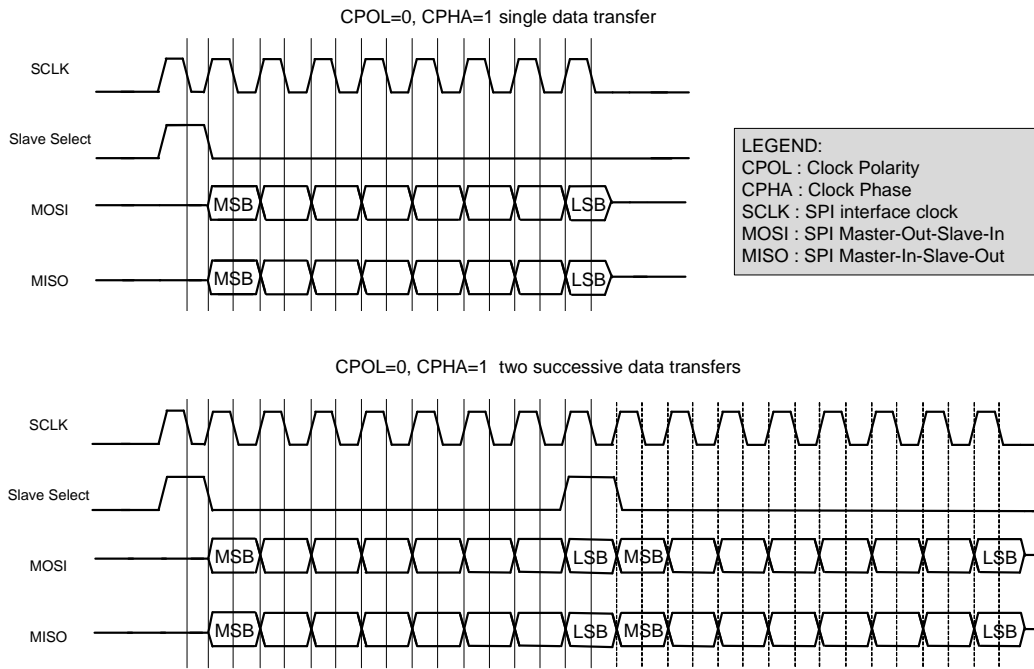 CPOL=0, CPHA=1 single data transfer
SCLK
Slave Select
MOSI
MSB
LSB
MISO
MSB
LSB
LEGEND:
CPOL : Clock Polarity
CPHA : Clock Phase
SCLK : SPI interface clock
MOSI : SPI Master-Out-Slave-In
MISO : SPI Master-In-Slave-Out
CPOL=0, CPHA=1 two successive data transfers
SCLK
Slave Select
MOSI
MSB
LSB
MSB
LSB
MISO
MSB
LSB
MSB
LSB